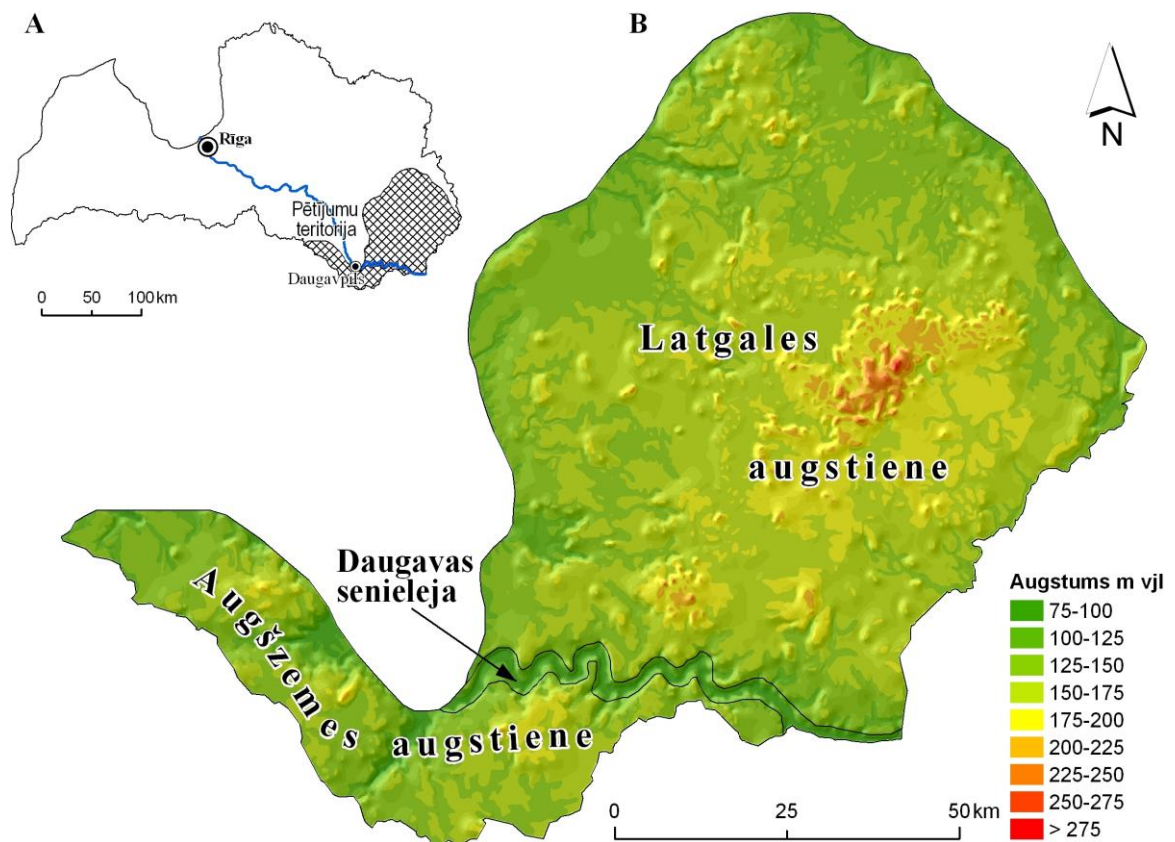 A
Rīga
Pētījumu
teritorija
Daugavpils
0 50 100 km
B
N
Latgales
augstiene
Daugavas
senieleja
Augšzemes
augstiene
Augstums m vjl
75-100
100-125
125-150
150-175
175-200
200-225
225-250
250-275
> 275
0 25 50 km